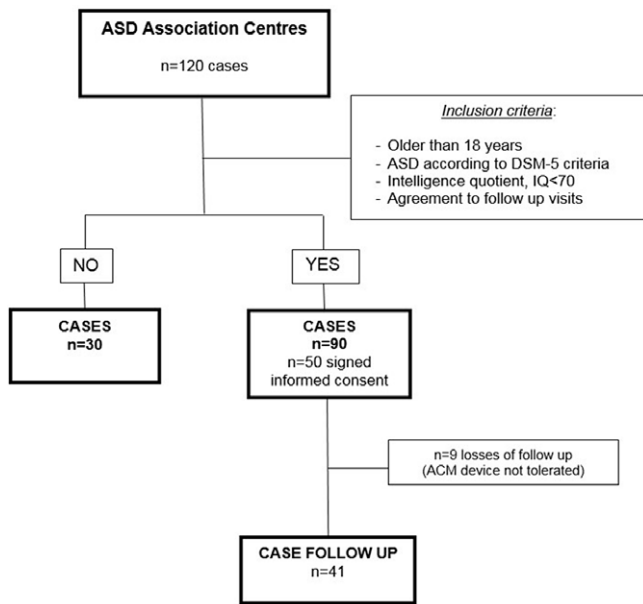 ASD Association Centres
n=120 cases
Inclusion criteria:
- Older than 18 years
- ASD according to DSM-5 criteria
- Intelligence quotient, IQ<70
- Agreement to follow up visits
NO
YES
CASES
n=30
CASES
n=90
n=50 signed
informed consent
n=9 losses of follow up
(ACM device not tolerated)
CASE FOLLOW UP
n=41